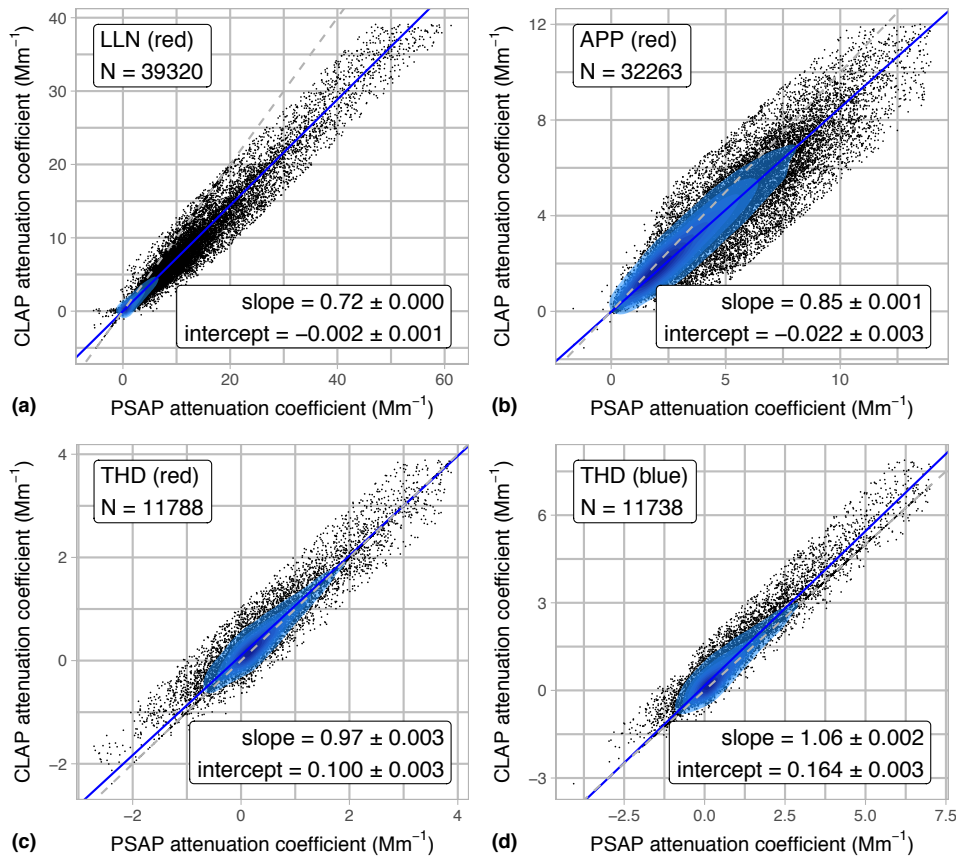 LLN (red)
N = 39320
slope = 0.72 ± 0.000
intercept = −0.002 ± 0.001
CLAP attenuation coefficient (Mm⁻¹)
40
30
20
10
0
0
20
40
60
(a)
PSAP attenuation coefficient (Mm⁻¹)
APP (red)
N = 32263
slope = 0.85 ± 0.001
intercept = −0.022 ± 0.003
CLAP attenuation coefficient (Mm⁻¹)
12
8
4
0
0
5
10
(b)
PSAP attenuation coefficient (Mm⁻¹)
THD (red)
N = 11788
slope = 0.97 ± 0.003
intercept = 0.100 ± 0.003
CLAP attenuation coefficient (Mm⁻¹)
4
2
0
−2
−2
0
2
4
(c)
PSAP attenuation coefficient (Mm⁻¹)
THD (blue)
N = 11738
slope = 1.06 ± 0.002
intercept = 0.164 ± 0.003
CLAP attenuation coefficient (Mm⁻¹)
6
3
0
−3
−2.5
0.0
2.5
5.0
7.5
(d)
PSAP attenuation coefficient (Mm⁻¹)